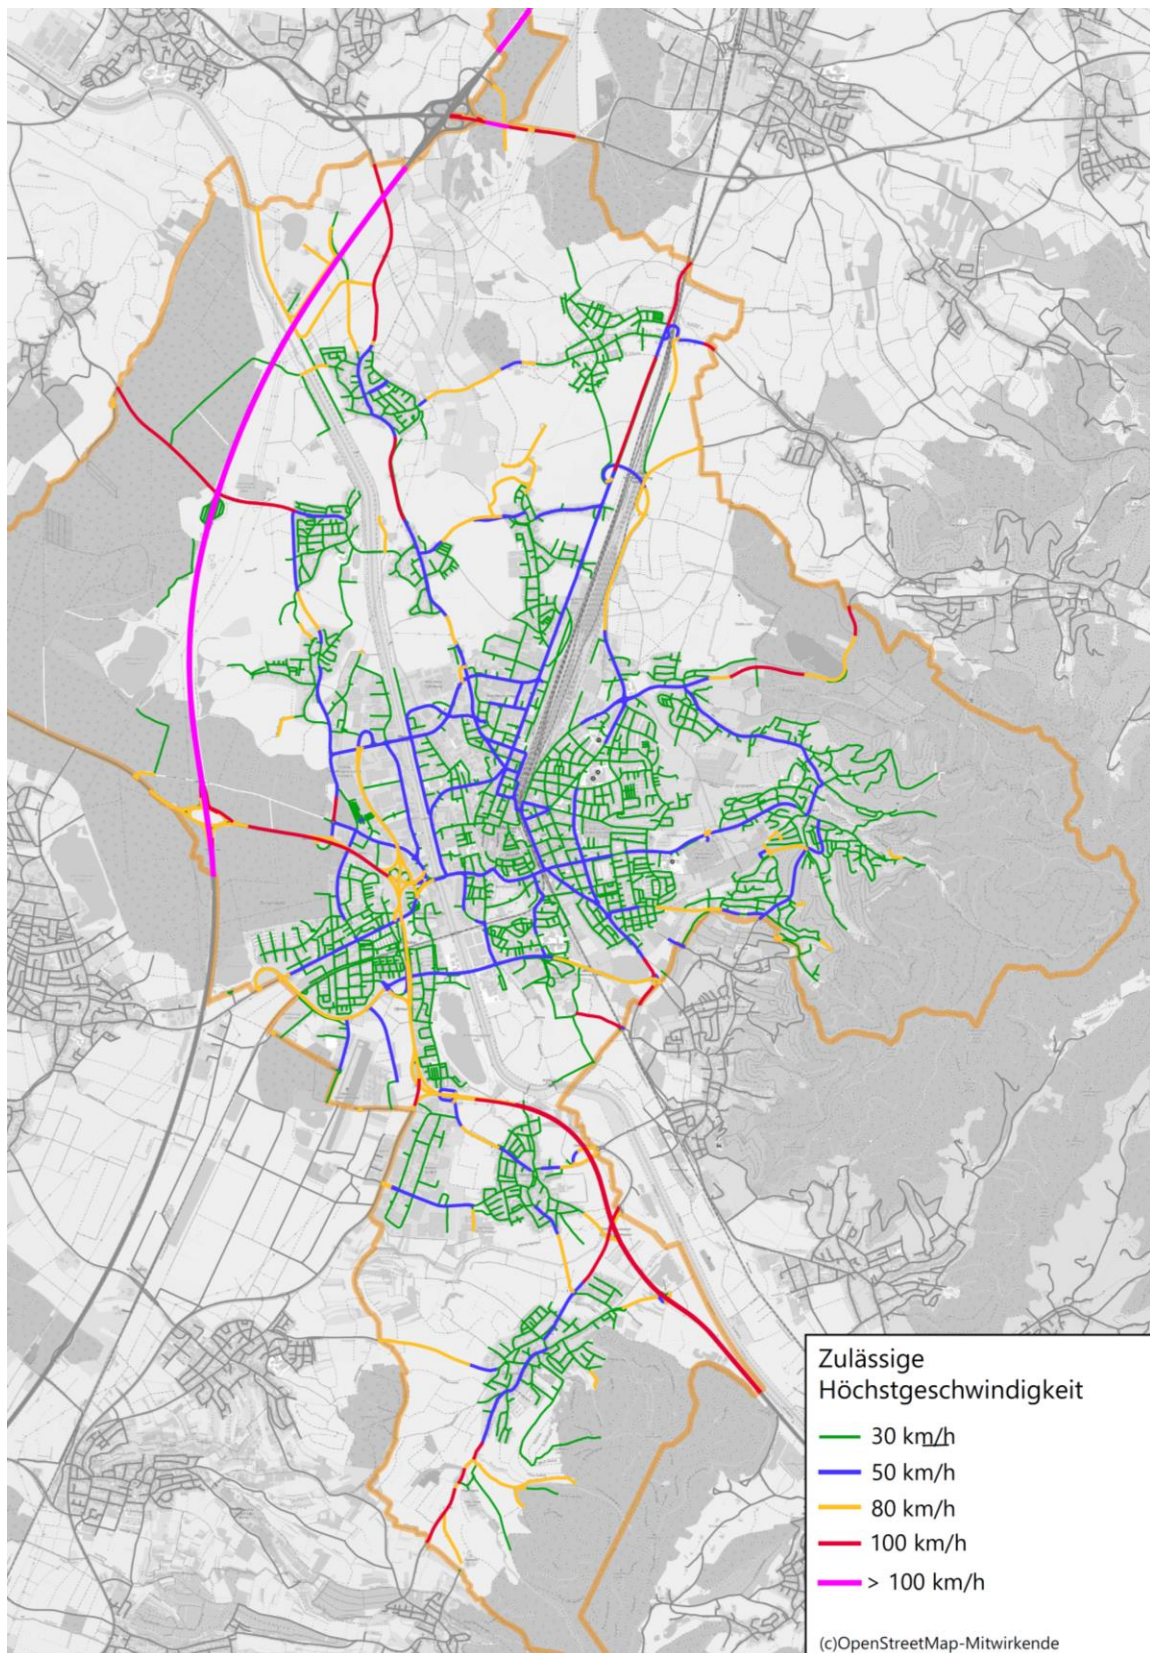 Zulässige
Höchstgeschwindigkeit
30 km/h
50 km/h
80 km/h
100 km/h
> 100 km/h
(c)OpenStreetMap-Mitwirkende